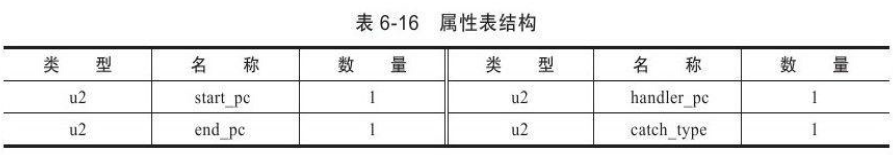 表 6-16 属性表结构
类 型 名 称 数 量 类 型 名 称 数 量
u2 start_pc 1 u2 handler_pc 1
u2 end_pc 1 u2 catch_type 1